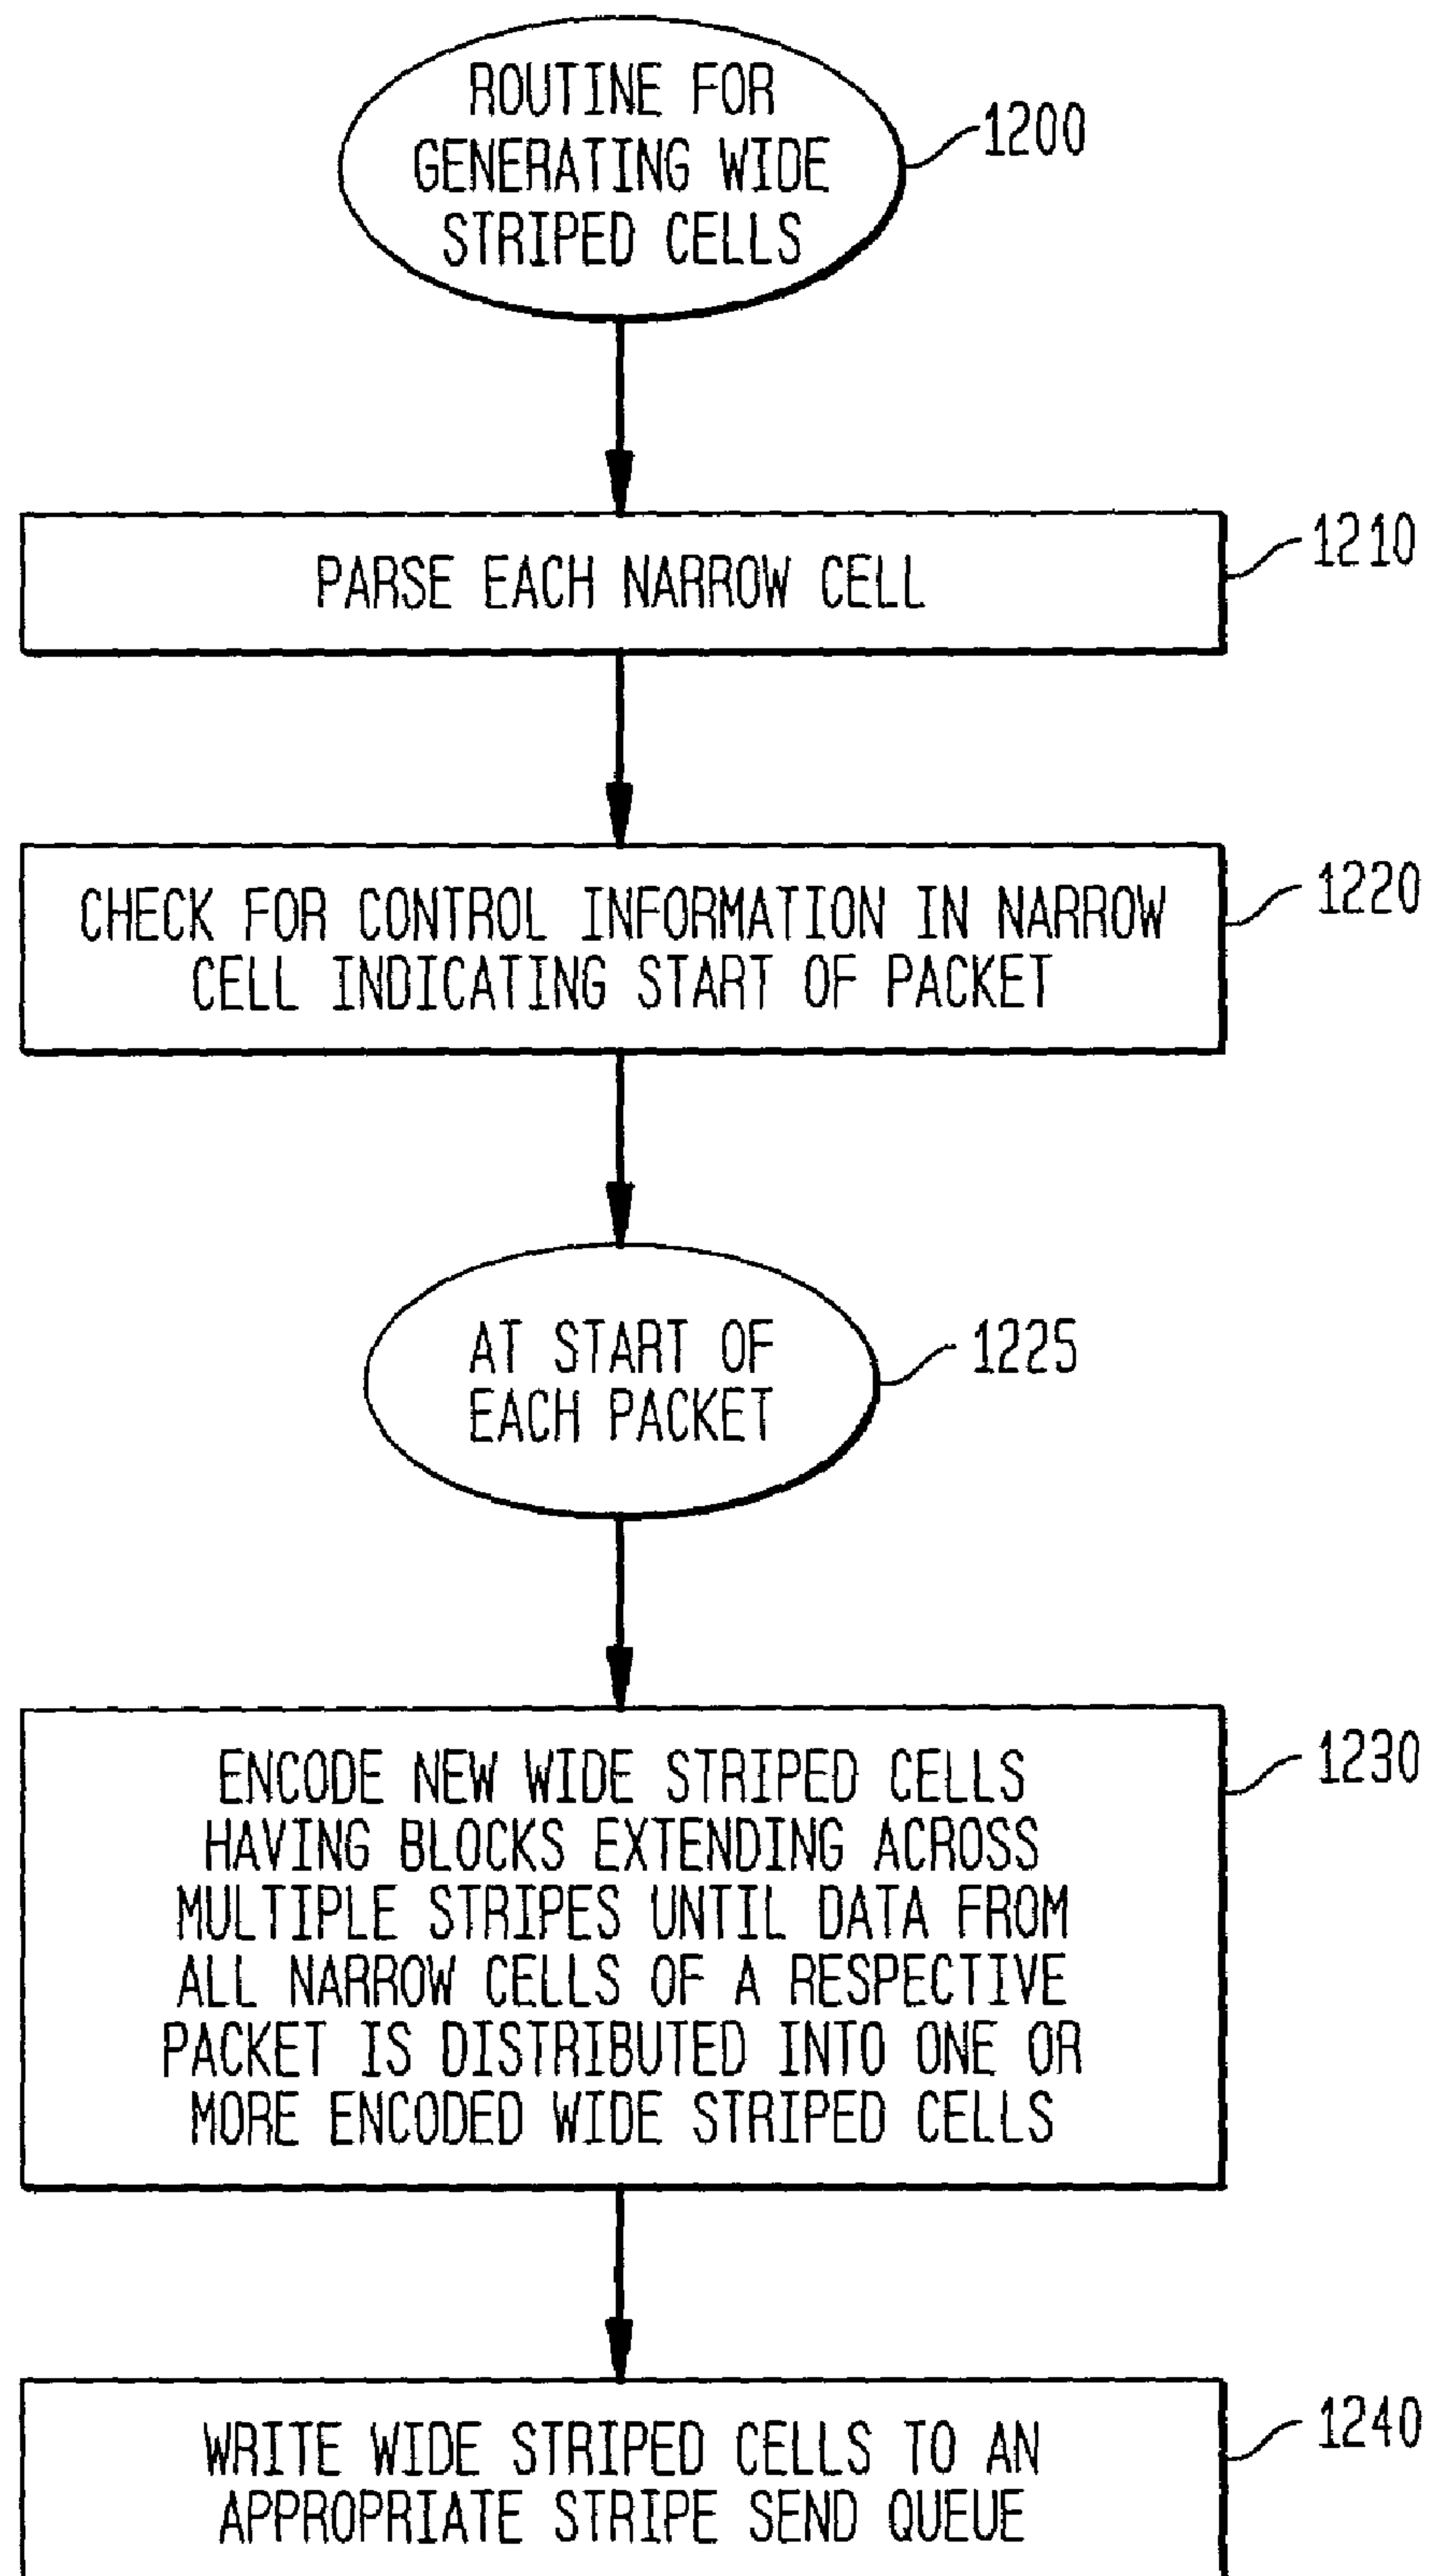 ROUTINE FOR
GENERATING WIDE
STRIPED CELLS
1200
PARSE EACH NARROW CELL
1210
CHECK FOR CONTROL INFORMATION IN NARROW
CELL INDICATING START OF PACKET
1220
AT START OF
EACH PACKET
1225
ENCODE NEW WIDE STRIPED CELLS
HAVING BLOCKS EXTENDING ACROSS
MULTIPLE STRIPES UNTIL DATA FROM
ALL NARROW CELLS OF A RESPECTIVE
PACKET IS DISTRIBUTED INTO ONE OR
MORE ENCODED WIDE STRIPED CELLS
1230
WRITE WIDE STRIPED CELLS TO AN
APPROPRIATE STRIPE SEND QUEUE
1240